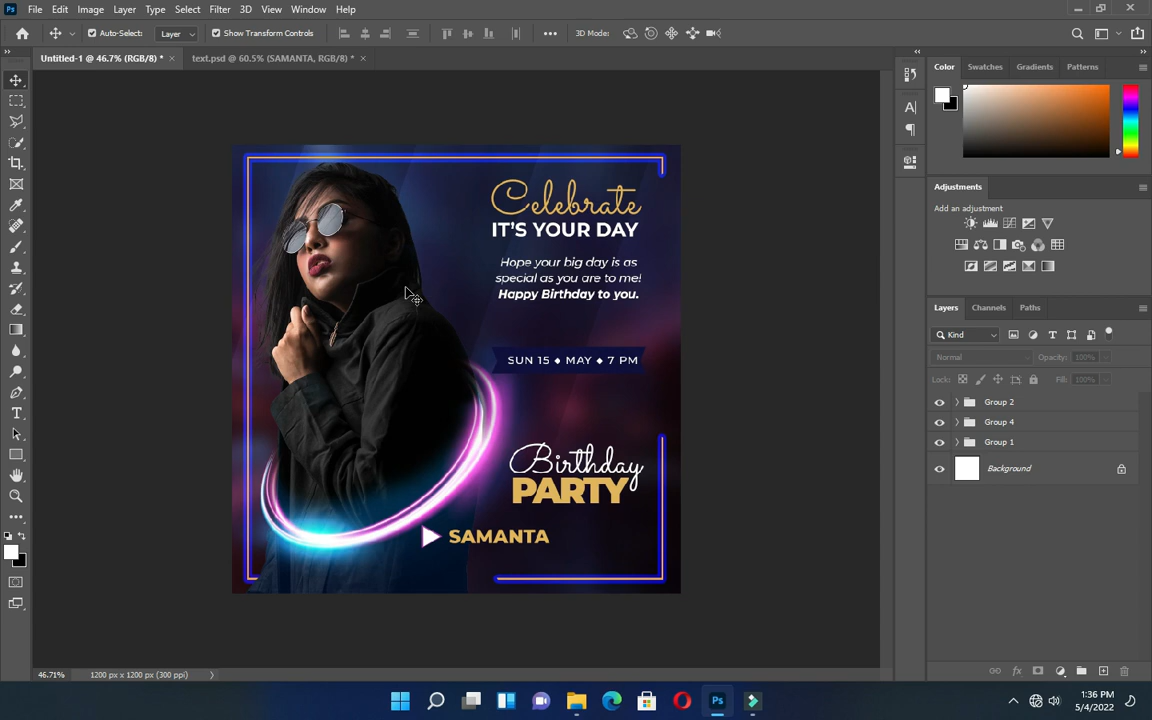 Ps File Edit Image Layer Type Select Filter 3D View Window Help
Auto-Select: Layer Show Transform Controls 3D Mode:
Untitled-1 @ 46.7% (RGB/8) * × text.psd @ 60.5% (SAMANTA, RGB/8) * ×
Color Swatches Gradients Patterns
Celebrate
IT'S YOUR DAY
Hope your big day is as
special as you are to me!
Happy Birthday to you.
SUN 15 ◆ MAY ◆ 7 PM
Birthday
PARTY
SAMANTA
Adjustments
Add an adjustment
Layers Channels Paths
Kind
Normal Opacity: 100%
Lock: Fill: 100%
Group 2
Group 4
Group 1
Background
46.71% 1200 px x 1200 px (300 ppi)
Ps
1:36 PM
5/4/2022